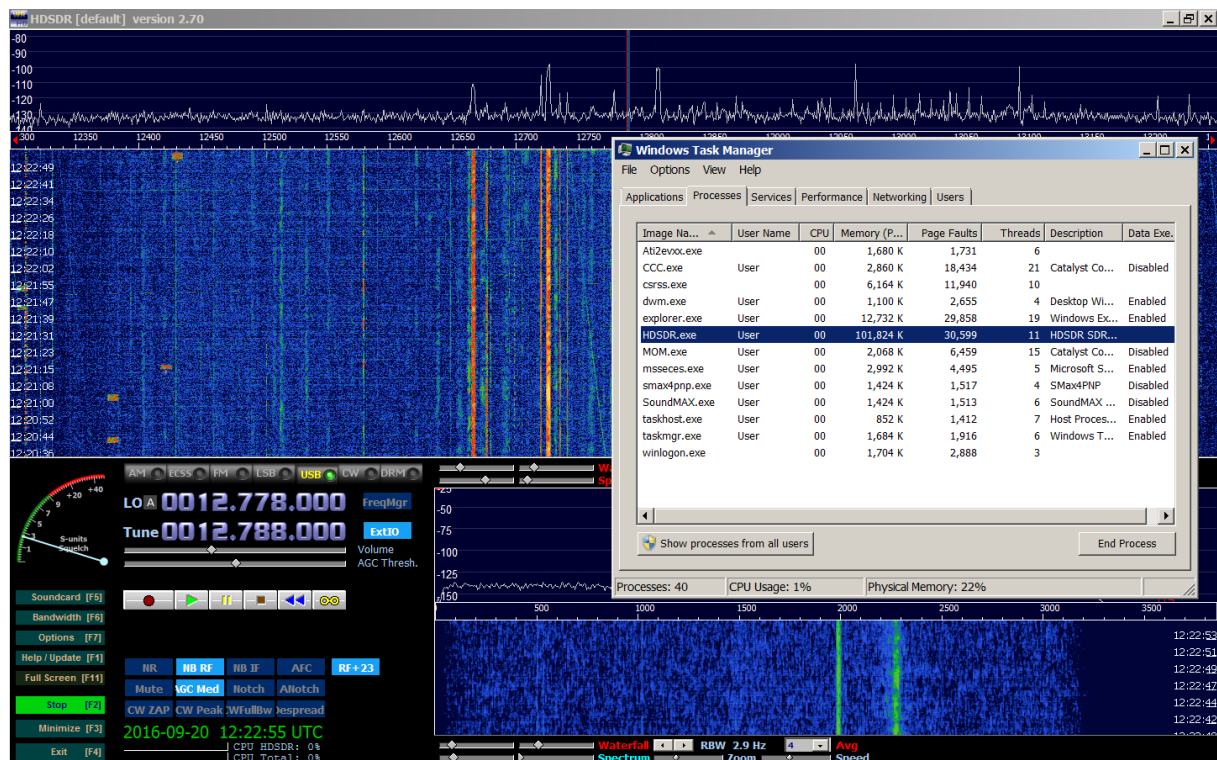 HDSDR [default] version 2.70
-80
-90
-100
-110
-120
-130
-140
300 12350 12400 12450 12500 12550 12600 12650 12700 12750 12800 12850 12900 12950 13000 13050 13100 13150 13200
12:22:49
12:22:41
12:22:34
12:22:26
12:22:18
12:22:10
12:22:02
12:21:55
12:21:47
12:21:39
12:21:31
12:21:23
12:21:15
12:21:08
12:21:00
12:20:52
12:20:44
12:20:36
Windows Task Manager
File Options View Help
Applications Processes Services Performance Networking Users
Image Na... User Name CPU Memory (P... Page Faults Threads Description Data Exe.
Ati2evxx.exe 00 1,680 K 1,731 6
CCC.exe User 00 2,860 K 18,434 21 Catalyst Co... Disabled
csrss.exe 00 6,164 K 11,940 10
dwm.exe User 00 1,100 K 2,655 4 Desktop Wi... Enabled
explorer.exe User 00 12,732 K 29,858 19 Windows Ex... Enabled
HDSDR.exe User 00 101,824 K 30,599 11 HDSDR SDR...
MOM.exe User 00 2,068 K 6,459 15 Catalyst Co... Disabled
msseces.exe User 00 2,992 K 4,495 5 Microsoft S... Enabled
smax4pnp.exe User 00 1,424 K 1,517 4 SMax4PNP Disabled
SoundMAX.exe User 00 1,424 K 1,513 6 SoundMAX ... Disabled
taskhost.exe User 00 852 K 1,412 7 Host Proces... Enabled
taskmgr.exe User 00 1,684 K 1,916 6 Windows T... Enabled
winlogon.exe 00 1,704 K 2,888 3
Show processes from all users End Process
Processes: 40 CPU Usage: 1% Physical Memory: 22%
1 3 5 7 9 +20 +40
S-units
Squelch
AM ECSS FM LSB USB CW DRM
LO A 0012.778.000 FreqMgr
Tune 0012.788.000 ExtIO
Volume
AGC Thresh.
Soundcard [F5]
Bandwidth [F6]
Options [F7]
Help / Update [F1]
Full Screen [F11]
Stop [F2]
Minimize [F3]
Exit [F4]
NR NB RF NB IF AFC RF+23
Mute AGC Med Notch ANotch
CW ZAP CW Peak CWFullBw Despread
2016-09-20 12:22:55 UTC
CPU HDSDR: 0%
CPU Total: 0%
-25
-50
-75
-100
-125
-150
500 1000 1500 2000 2500 3000 3500
12:22:53
12:22:51
12:22:49
12:22:47
12:22:44
12:22:42
Waterfall RBW 2.9 Hz 4 Avg
Spectrum Zoom Speed